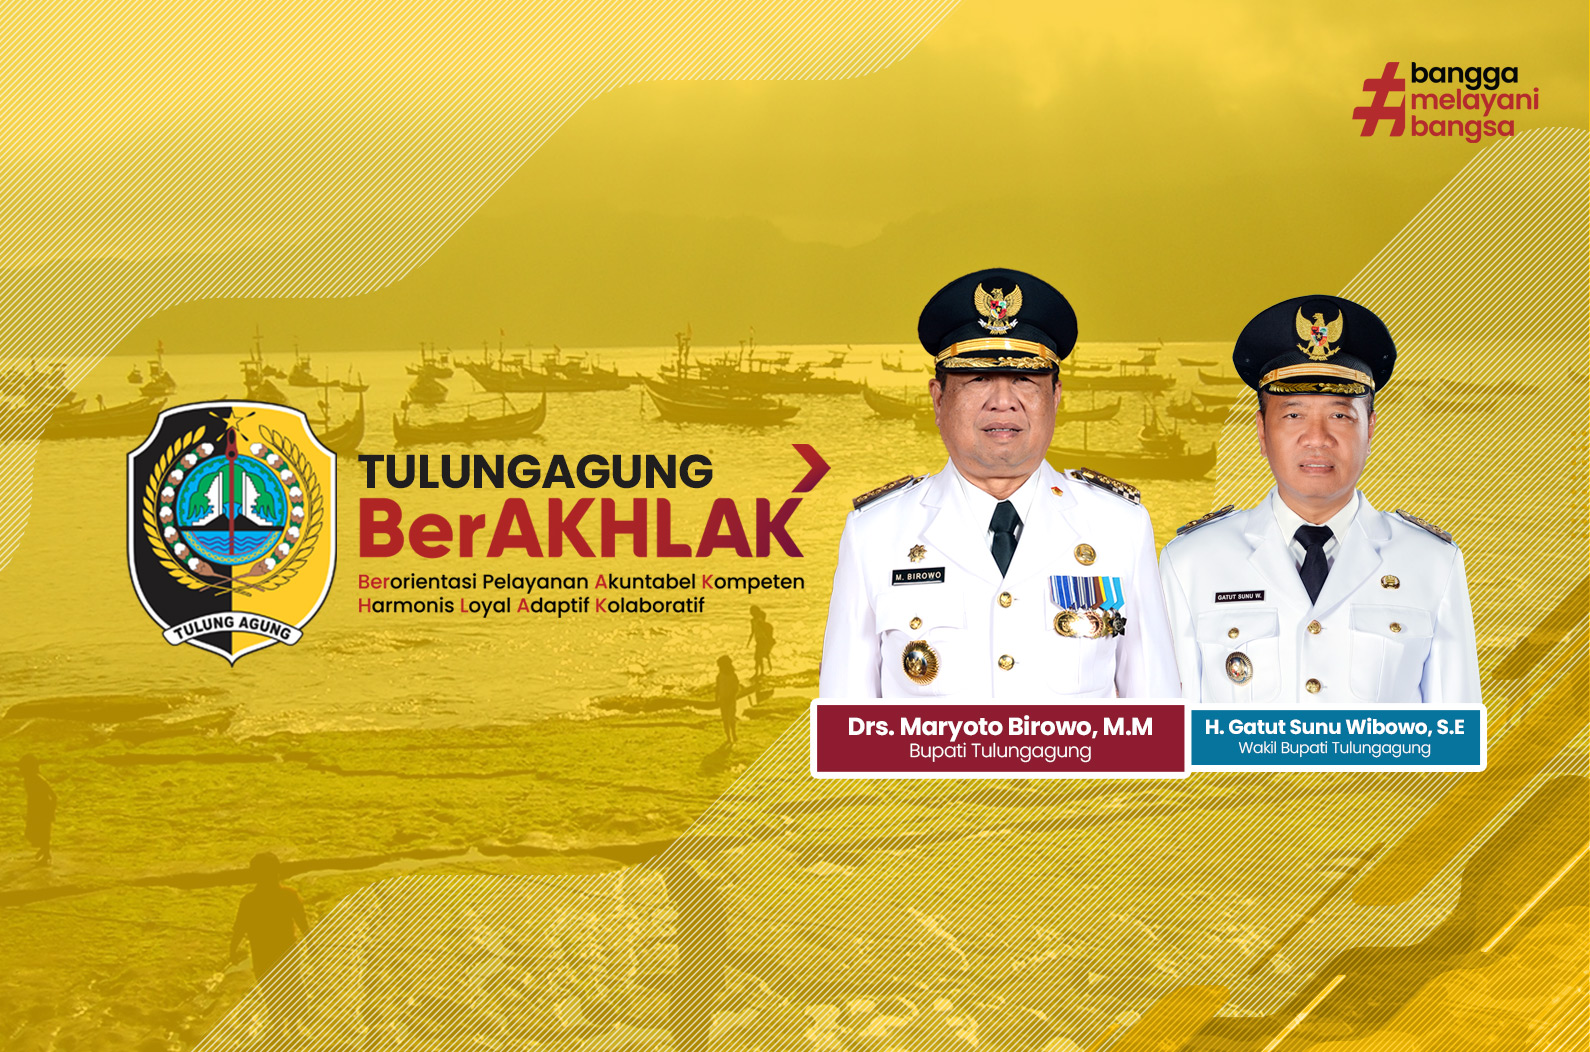 #bangga
melayani
bangsa
TULUNGAGUNG
BerAKHLAK
Berorientasi Pelayanan Akuntabel Kompeten
Harmonis Loyal Adaptif Kolaboratif
TULUNG AGUNG
M. BIROWO
GATUT SUNU W.
Drs. Maryoto Birowo, M.M
Bupati Tulungagung
H. Gatut Sunu Wibowo, S.E
Wakil Bupati Tulungagung